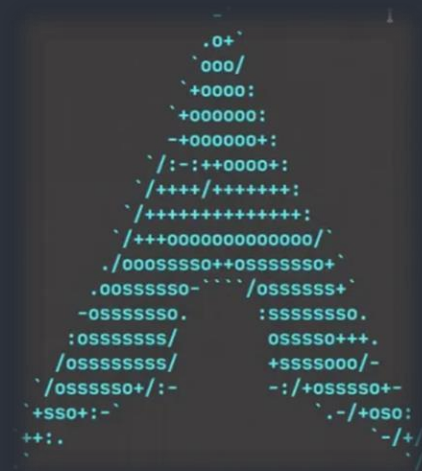 -`
.o+`
`ooo/
`+oooo:
`+oooooo:
-+oooooo+:
`/:-:++oooo+:
`/++++/+++++++:
`/++++++++++++++:
`/+++ooooooooooooo/`
./ooosssso++osssssso+`
.oossssso-````/ossssss+`
-osssssso.      :ssssssso.
:osssssss/        osssso+++.
/ossssssss/        +ssssooo/-
`/ossssso+/:-        -:/+osssso+-
`+sso+:-`                 `.-/+oso:
`++:.                           `-/+/
`                                 `